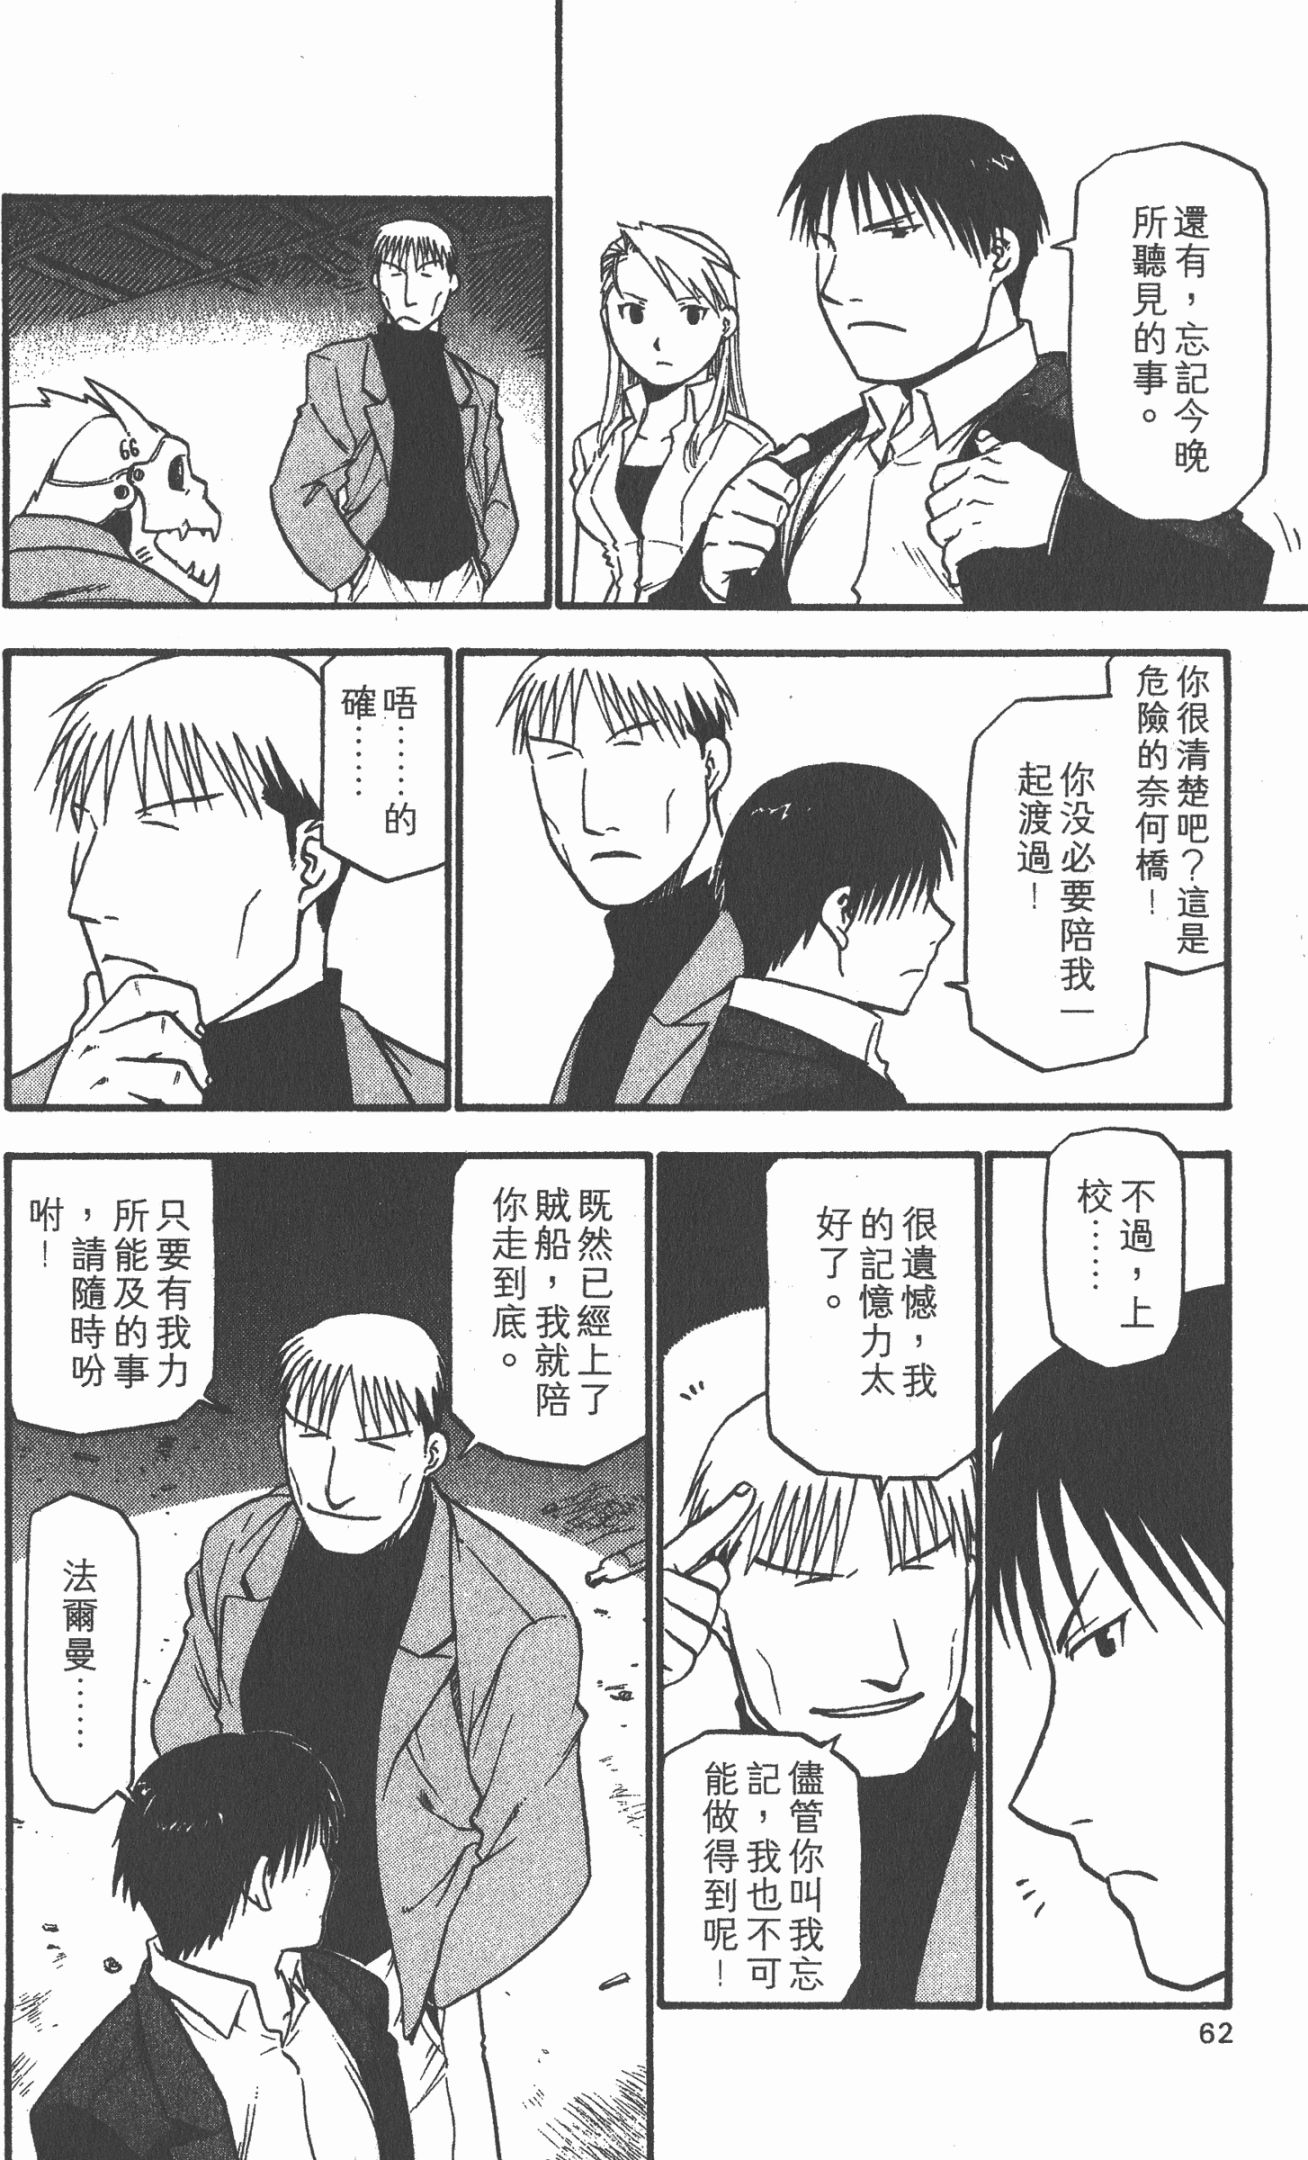 還有，忘記今晚
所聽見的事。
66
你很清楚吧？這是
危險的奈何橋！
你沒必要陪我一
起渡過！
唔……的
確……
不過，上
校……
很遺憾，我
的記憶力太
好了。
儘管你叫我忘
記，我也不可
能做得到呢！
既然已經上了
賊船，我就陪
你走到底。
只要有我力
所能及的事
，請隨時吩
咐！
法爾曼……
62